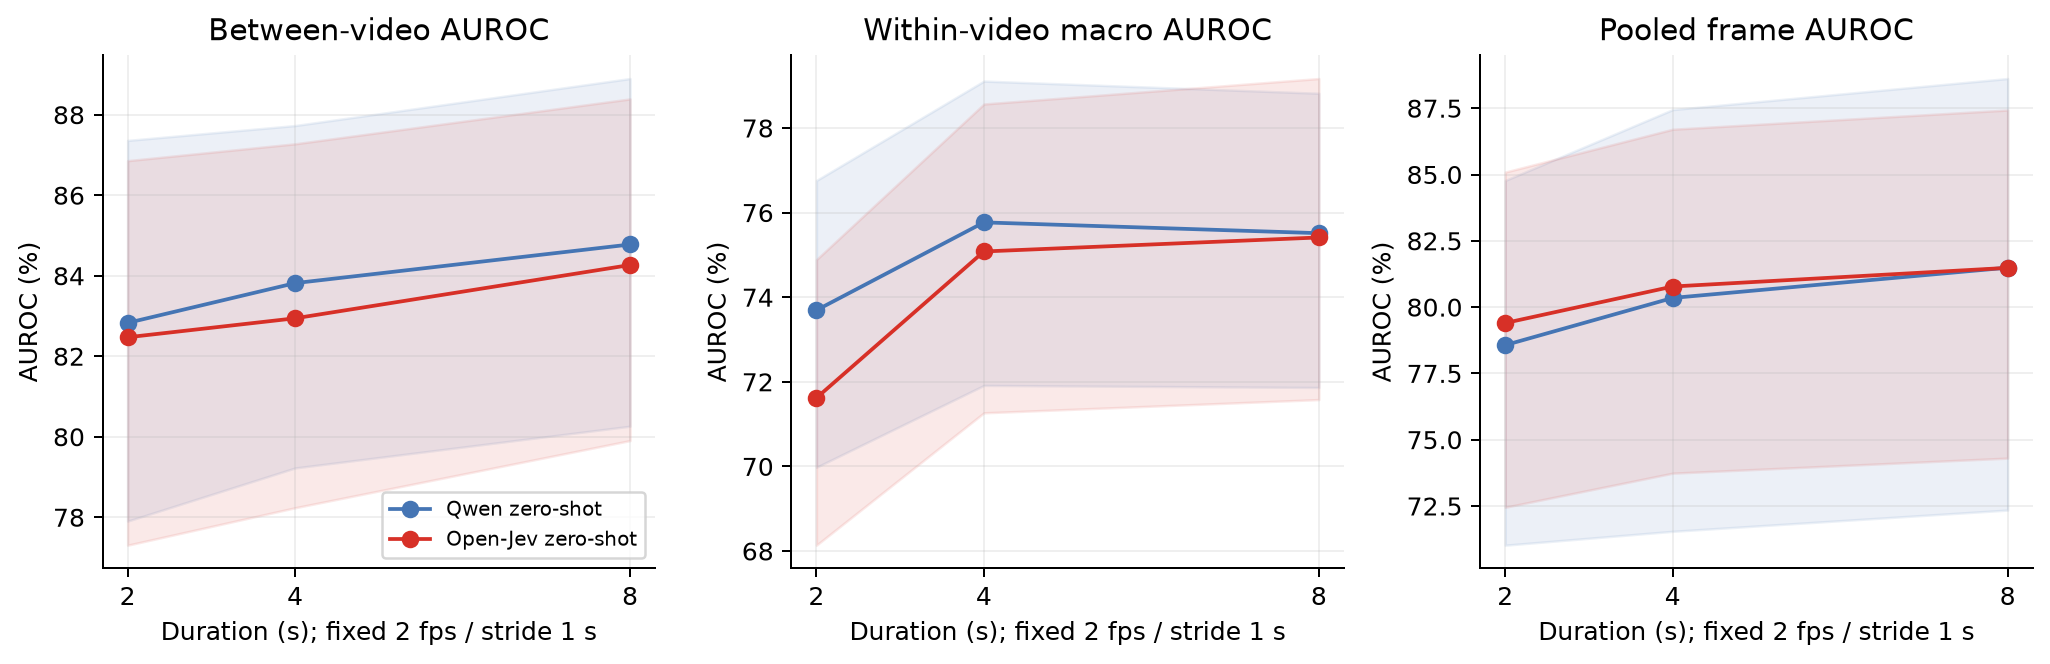 Between-video AUROC
AUROC (%)
88
86
84
82
80
78
Qwen zero-shot
Open-Jev zero-shot
2
4
8
Duration (s); fixed 2 fps / stride 1 s
Within-video macro AUROC
AUROC (%)
78
76
74
72
70
68
2
4
8
Duration (s); fixed 2 fps / stride 1 s
Pooled frame AUROC
AUROC (%)
87.5
85.0
82.5
80.0
77.5
75.0
72.5
2
4
8
Duration (s); fixed 2 fps / stride 1 s